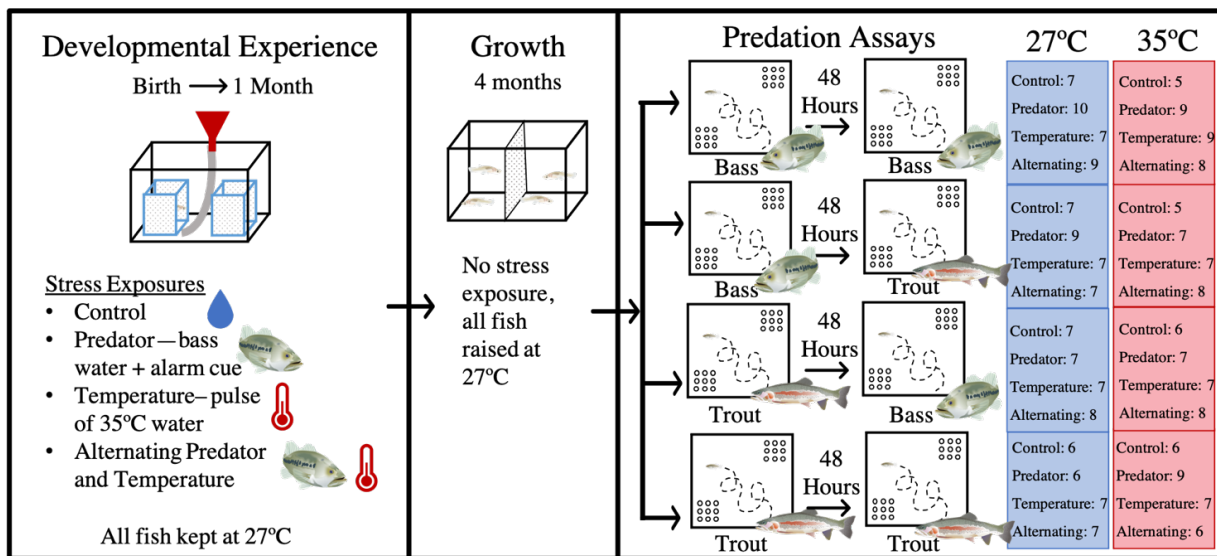 Developmental Experience
Birth → 1 Month
Stress Exposures
• Control
• Predator—bass
water + alarm cue
• Temperature– pulse
of 35ºC water
• Alternating Predator
and Temperature
All fish kept at 27ºC
Growth
4 months
No stress
exposure,
all fish
raised at
27ºC
Predation Assays
48
Hours
Bass
Bass
48
Hours
Bass
Trout
48
Hours
Trout
Bass
48
Hours
Trout
Trout
27ºC
Control: 7
Predator: 10
Temperature: 7
Alternating: 9
Control: 7
Predator: 9
Temperature: 7
Alternating: 7
Control: 7
Predator: 7
Temperature: 7
Alternating: 8
Control: 6
Predator: 6
Temperature: 7
Alternating: 7
35ºC
Control: 5
Predator: 9
Temperature: 9
Alternating: 8
Control: 5
Predator: 7
Temperature: 7
Alternating: 8
Control: 6
Predator: 7
Temperature: 7
Alternating: 8
Control: 6
Predator: 9
Temperature: 7
Alternating: 6